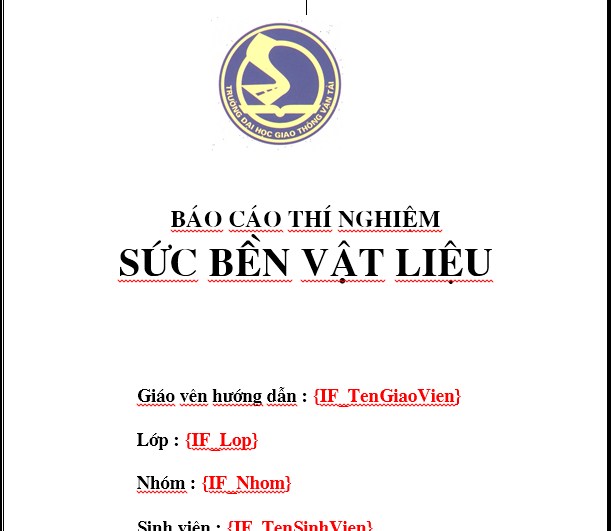 TRƯỜNG ĐẠI HỌC GIAO THÔNG VẬN TẢI
BÁO CÁO THÍ NGHIỆM
SỨC BỀN VẬT LIỆU
Giáo vên hướng dẫn : {IF_TenGiaoVien}
Lớp : {IF_Lop}
Nhóm : {IF_Nhom}
Sinh viên : {IF_TenSinhVien}